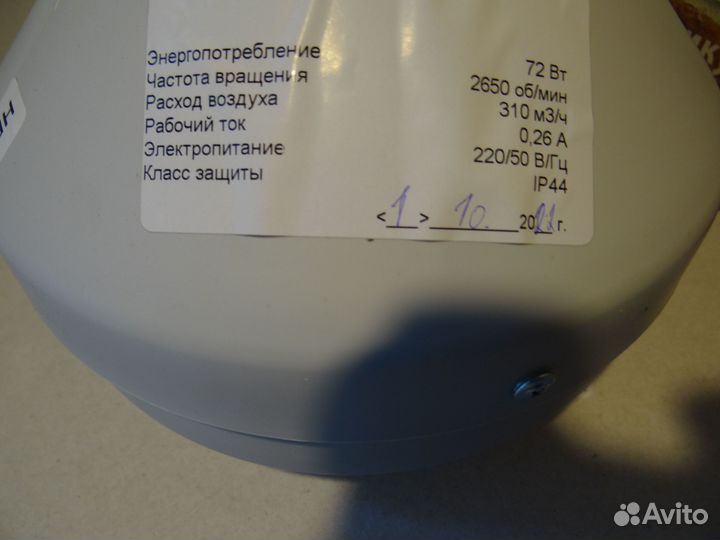 Энергопотребление 72 Вт
Частота вращения 2650 об/мин
Расход воздуха 310 м3/ч
Рабочий ток 0,26 А
Электропитание 220/50 В/Гц
Класс защиты IP44
<1> 10. 2021 г.
Avito